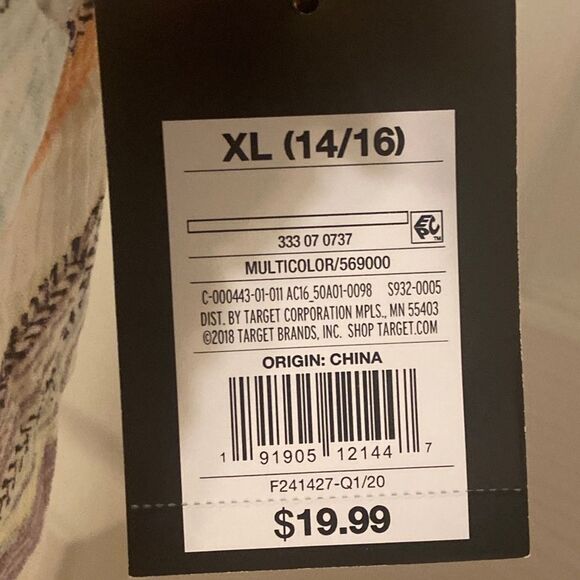 XL (14/16)
EPC
TM
333 07 0737
MULTICOLOR/569000
C-000443-01-011 AC16_50A01-0098 S932-0005
DIST. BY TARGET CORPORATION MPLS., MN 55403
©2018 TARGET BRANDS, INC. SHOP TARGET.COM
ORIGIN: CHINA
1 91905 12144 7
F241427-Q1/20
$19.99